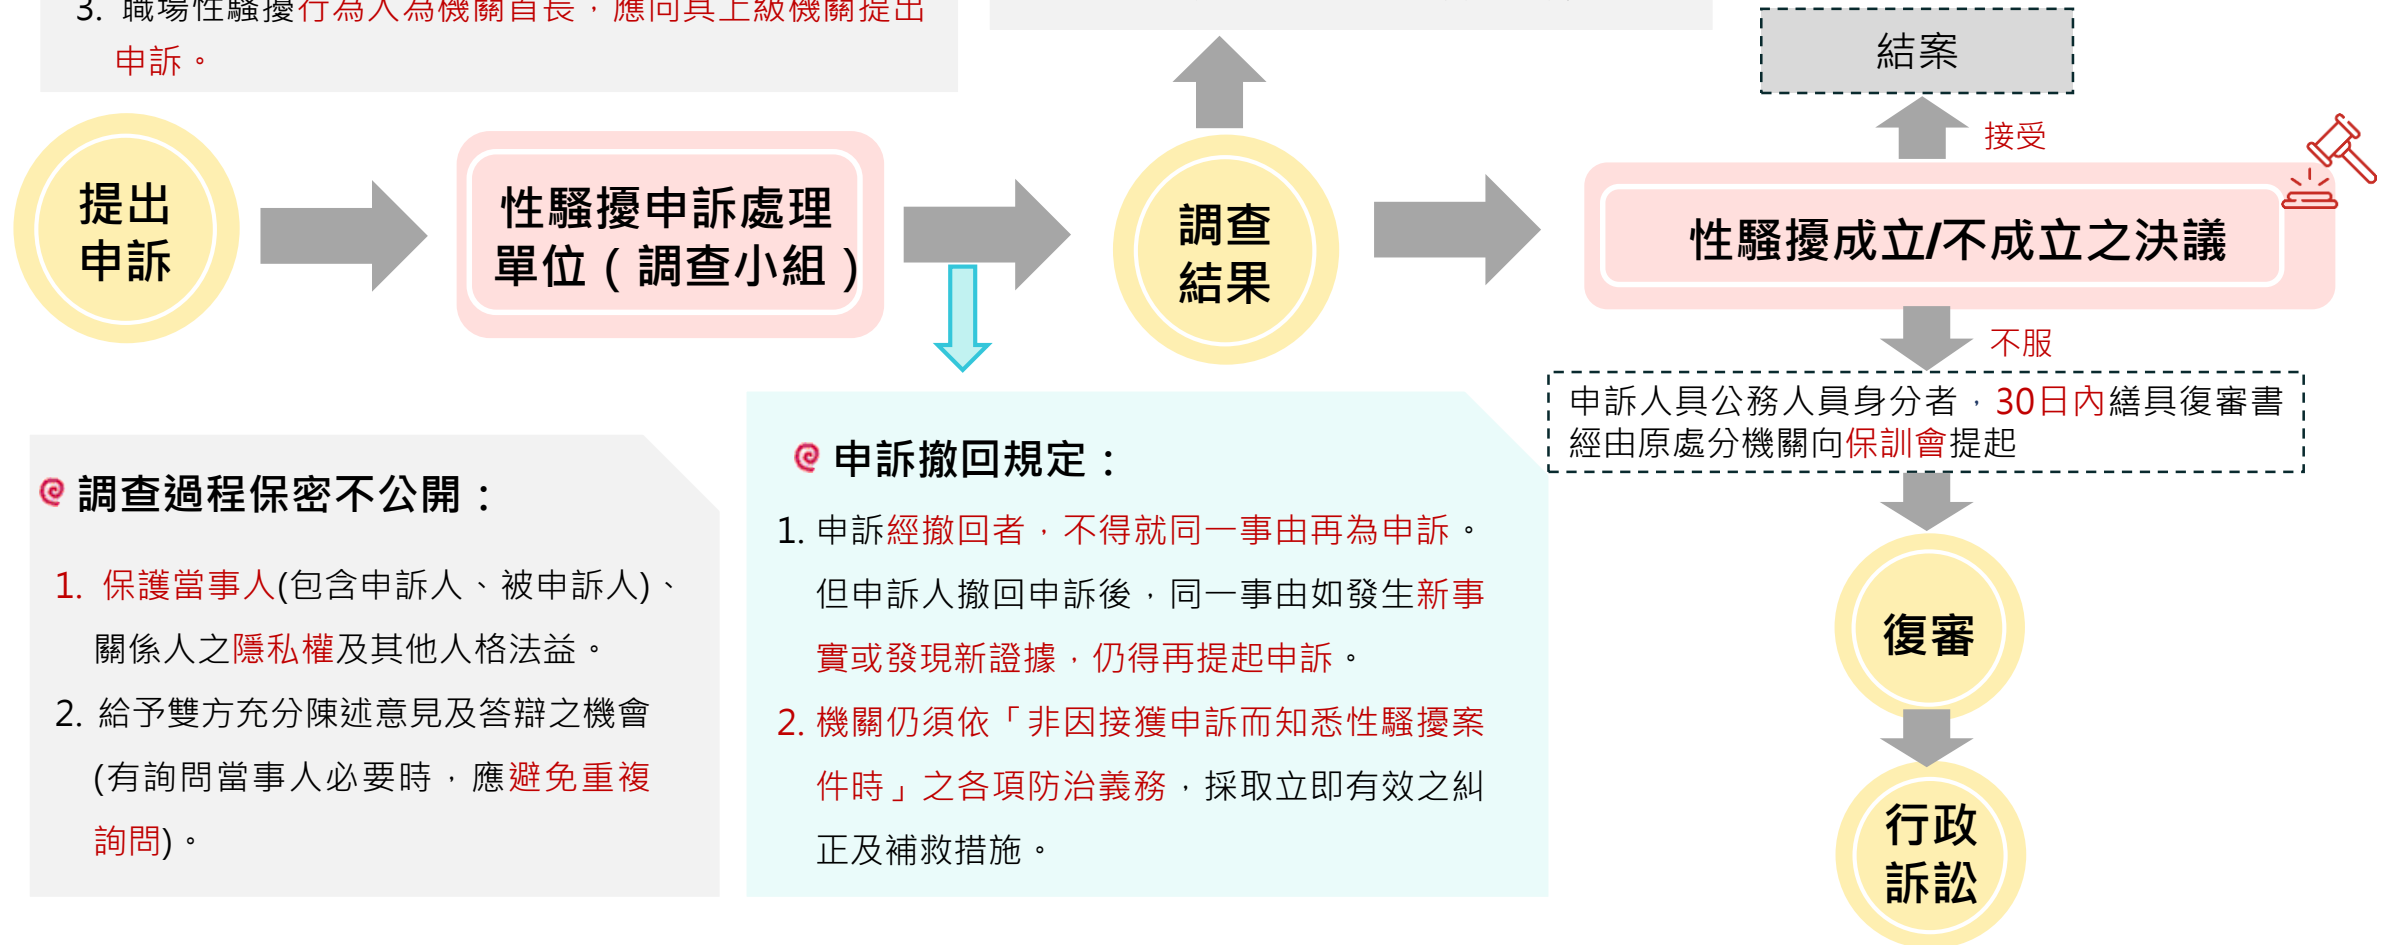 3. 職場性騷擾行為人為機關首長，應向其上級機關提出
申訴。
結案
接受
提出
申訴
性騷擾申訴處理
單位（調查小組）
調查
結果
性騷擾成立/不成立之決議
不服
申訴人具公務人員身分者，30日內繕具復審書
經由原處分機關向保訓會提起
調查過程保密不公開：
1. 保護當事人(包含申訴人、被申訴人)、
關係人之隱私權及其他人格法益。
2. 給予雙方充分陳述意見及答辯之機會
(有詢問當事人必要時，應避免重複
詢問)。
申訴撤回規定：
1. 申訴經撤回者，不得就同一事由再為申訴。
但申訴人撤回申訴後，同一事由如發生新事
實或發現新證據，仍得再提起申訴。
2. 機關仍須依「非因接獲申訴而知悉性騷擾案
件時」之各項防治義務，採取立即有效之糾
正及補救措施。
復審
行政
訴訟